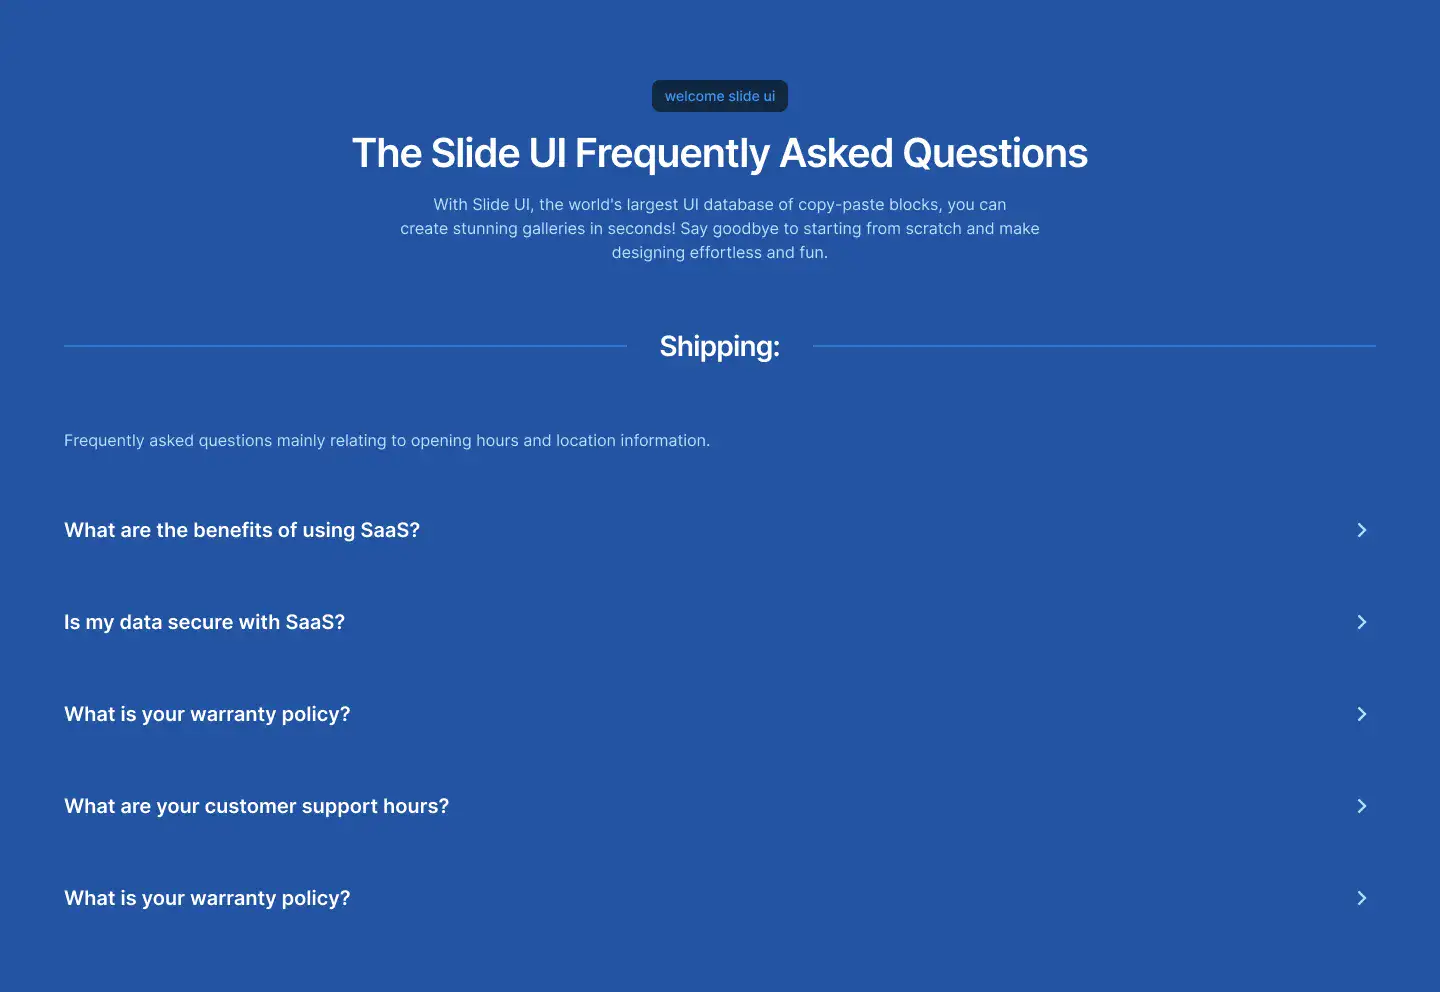 welcome slide ui
The Slide UI Frequently Asked Questions
With Slide UI, the world's largest UI database of copy-paste blocks, you can
create stunning galleries in seconds! Say goodbye to starting from scratch and make
designing effortless and fun.
Shipping:
Frequently asked questions mainly relating to opening hours and location information.
What are the benefits of using SaaS?
Is my data secure with SaaS?
What is your warranty policy?
What are your customer support hours?
What is your warranty policy?